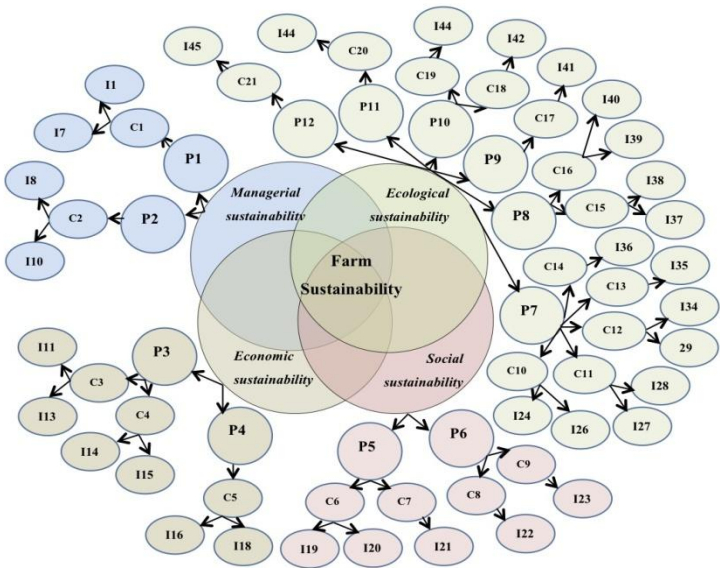 I44
I44
I42
I45
C20
C19
I41
C21
C18
I1
P11
C17
I40
I7
C1
P12
P10
I39
P1
P9
C16
I8
Managerial
sustainability
Ecological
sustainability
I38
C2
P2
P8
C15
I37
I10
Farm
Sustainability
I36
C14
I35
C13
P7
I34
C12
29
I11
P3
Economic
sustainability
Social
sustainability
C3
C10
C11
I28
I13
C4
I24
I26
I27
P4
P5
P6
I14
I15
C9
C5
C6
C7
C8
I23
I16
I18
I19
I20
I21
I22